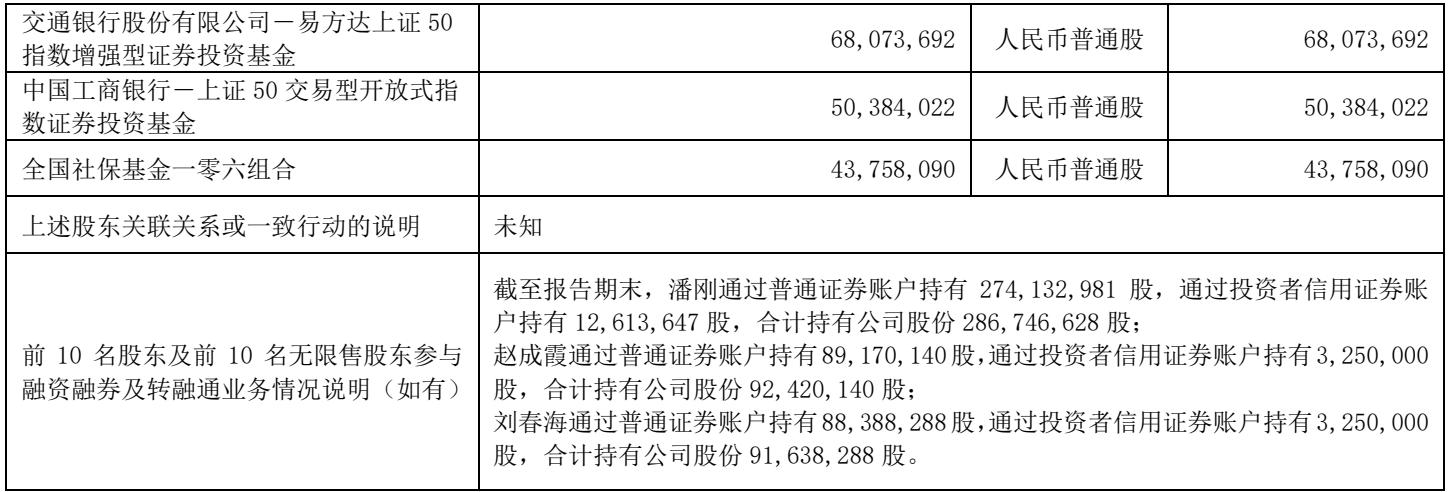 交通银行股份有限公司－易方达上证 50
指数增强型证券投资基金
68,073,692
人民币普通股
68,073,692
中国工商银行－上证 50 交易型开放式指
数证券投资基金
50,384,022
人民币普通股
50,384,022
全国社保基金一零六组合
43,758,090
人民币普通股
43,758,090
上述股东关联关系或一致行动的说明
未知
前 10 名股东及前 10 名无限售股东参与
融资融券及转融通业务情况说明（如有）
截至报告期末，潘刚通过普通证券账户持有 274,132,981 股，通过投资者信用证券账
户持有 12,613,647 股，合计持有公司股份 286,746,628 股；
赵成霞通过普通证券账户持有 89,170,140 股，通过投资者信用证券账户持有 3,250,000
股，合计持有公司股份 92,420,140 股；
刘春海通过普通证券账户持有 88,388,288 股，通过投资者信用证券账户持有 3,250,000
股，合计持有公司股份 91,638,288 股。